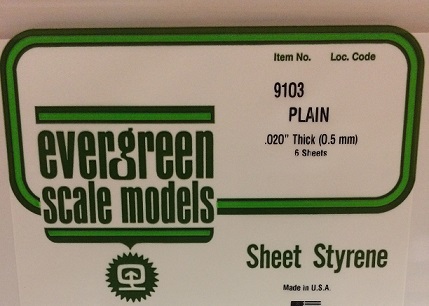 Item No. Loc. Code
9103
PLAIN
.020" Thick (0.5 mm)
6 Sheets
evergreen
scale models
Sheet Styrene
Made in U.S.A.